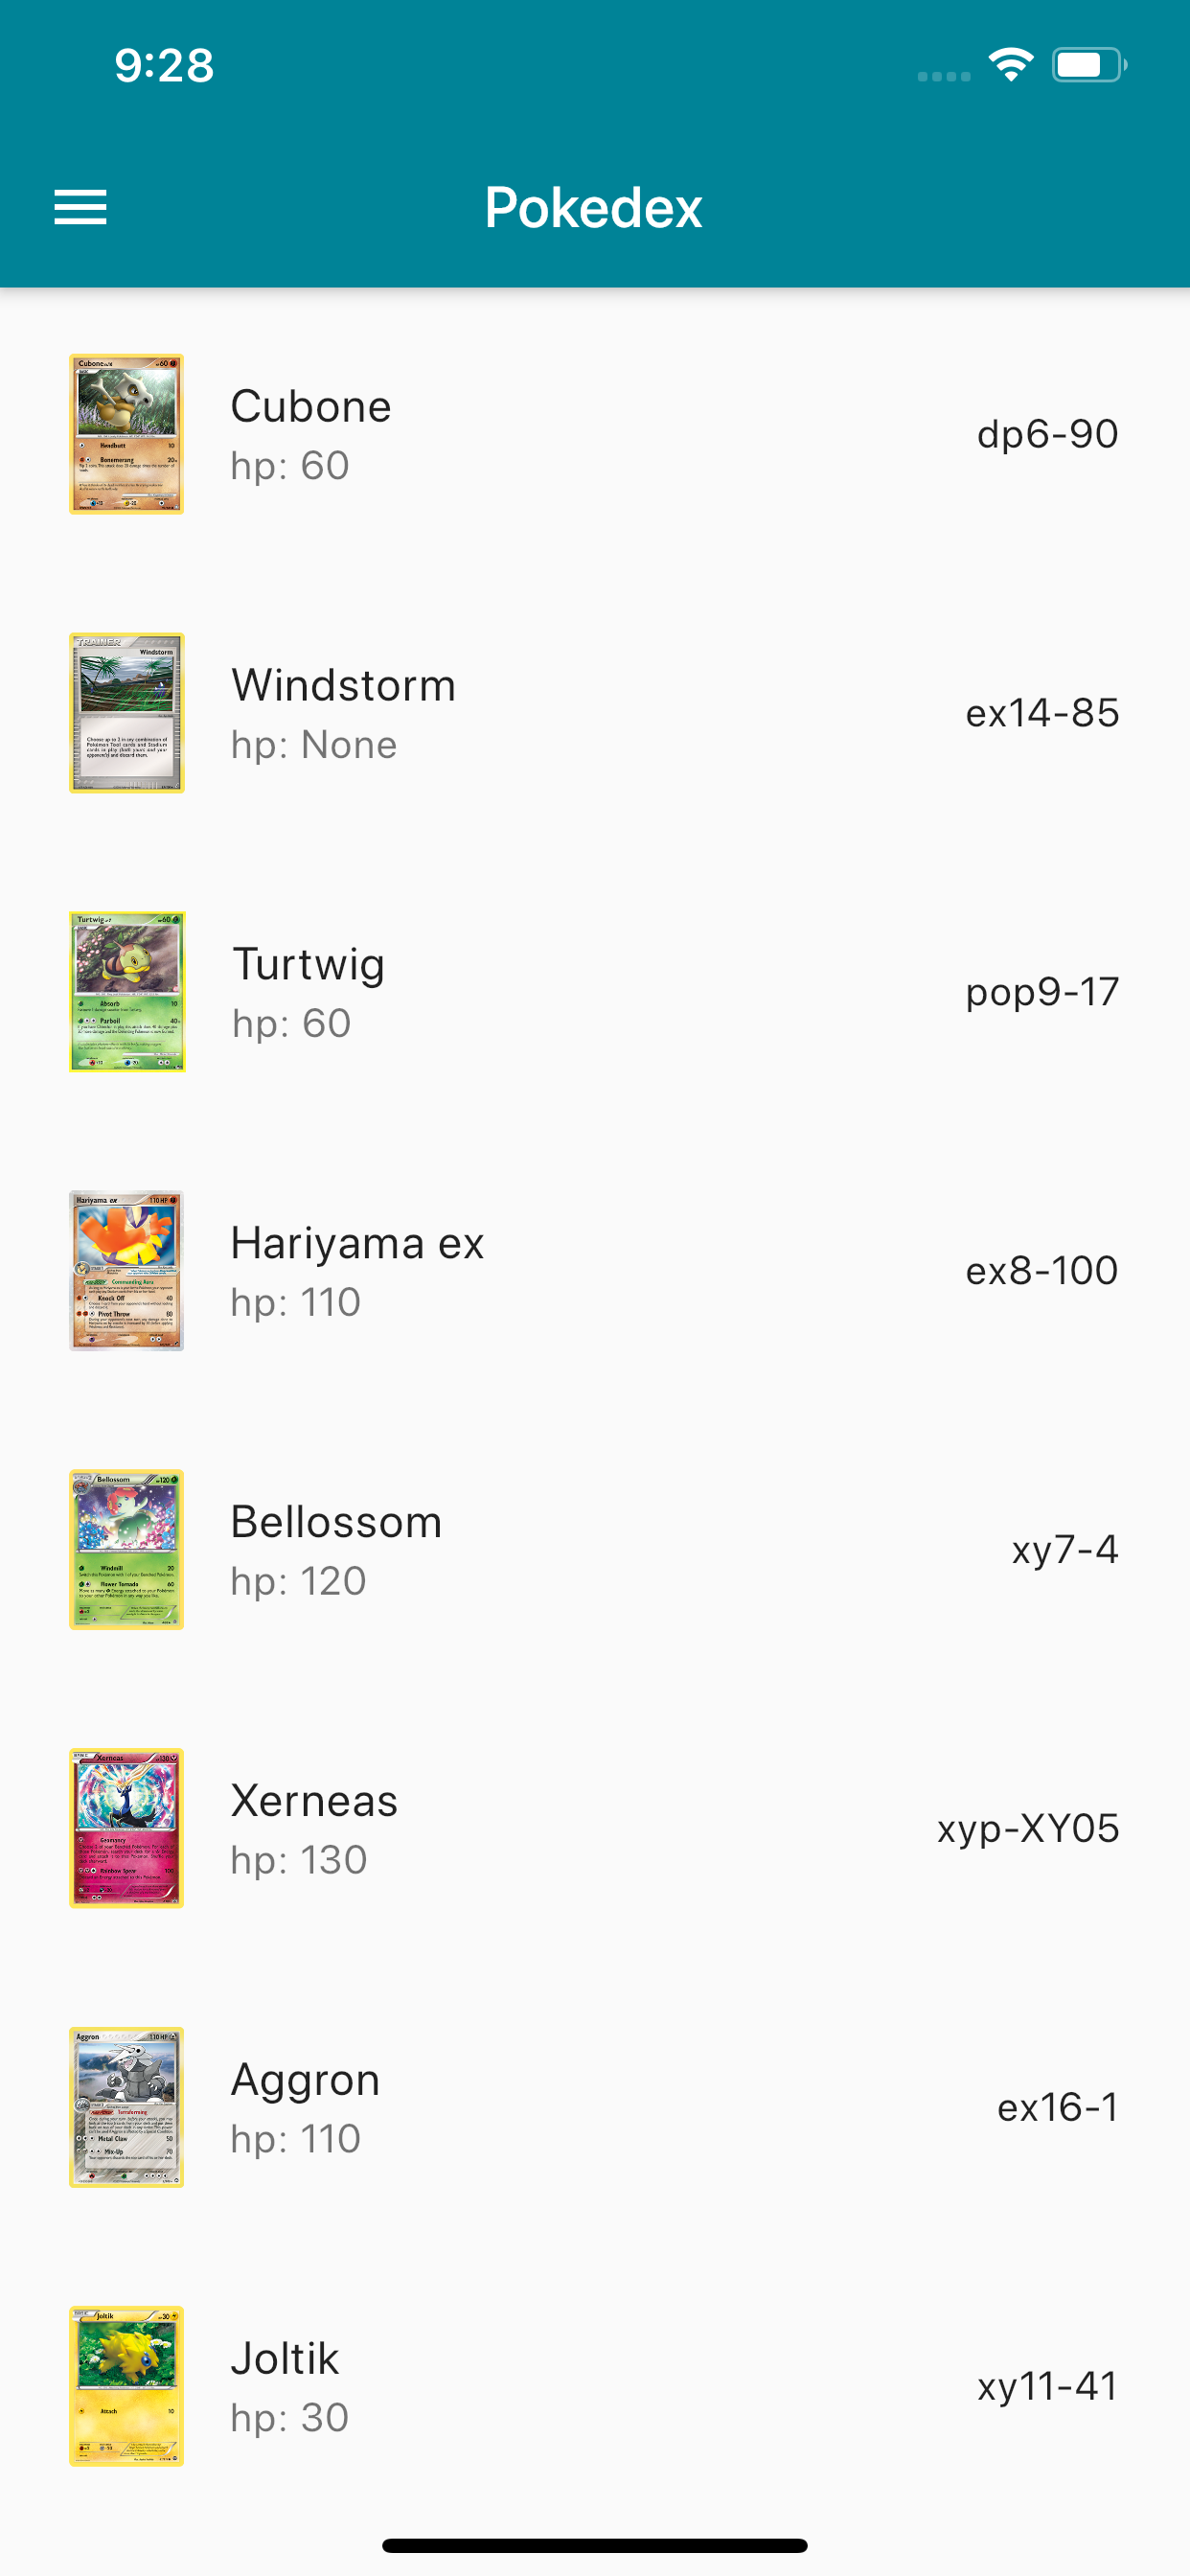 9:28
Pokedex
Cubone
hp: 60
dp6-90
Windstorm
hp: None
ex14-85
Turtwig
hp: 60
pop9-17
Hariyama ex
hp: 110
ex8-100
Bellossom
hp: 120
xy7-4
Xerneas
hp: 130
xyp-XY05
Aggron
hp: 110
ex16-1
Joltik
hp: 30
xy11-41